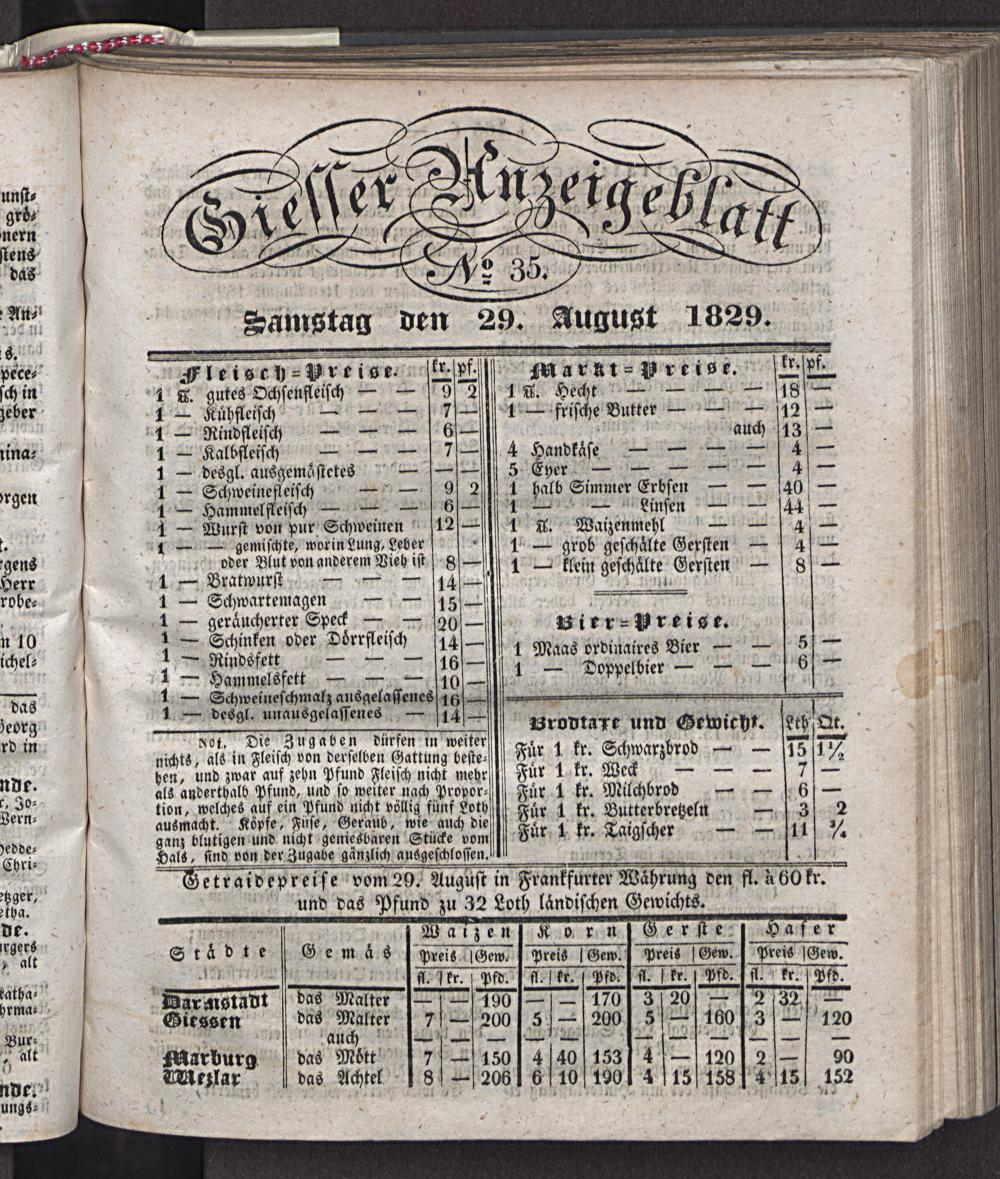 Giesser Anzeigeblatt
No 35.
Samstag den 29. August 1829.
Fleisch=Preise. kr. pf.
1 ℔. gutes Ochsenfleisch — — 9 2
1 — Kühfleisch — — — 7 —
1 — Rindfleisch — — — 6 —
1 — Kalbfleisch — — — 7 —
1 — desgl. ausgemästetes — — —
1 — Schweinefleisch — — 9 2
1 — Hammelfleisch — — 6 —
1 — Wurst von pur Schweinen 12 —
1 — — gemischte, worin Lung, Leber
oder Blut von anderem Vieh ist 8 —
1 — Bratwurst — — — 14 —
1 — Schwartemagen — — 15 —
1 — geräucherter Speck — — 20 —
1 — Schinken oder Dörrfleisch 14 —
1 — Rindsfett — — — 16 —
1 — Hammelsfett — — — 10 —
1 — Schweineschmalz ausgelassenes 16 —
1 — desgl. unausgelassenes — 14 —
Not. Die Zugaben dürfen in weiter
nichts, als in Fleisch von derselben Gattung beste=
hen, und zwar auf zehn Pfund Fleisch nicht mehr
als anderthalb Pfund, und so weiter nach Propor=
tion, welches auf ein Pfund nicht völlig fünf Loth
ausmacht. Köpfe, Füse, Geraub, wie auch die
ganz blutigen und nicht geniesbaren Stücke vom
Hals, sind von der Zugabe gänzlich ausgeschlossen.
Markt=Preise. kr. pf.
1 ℔. Hecht — — — 18 —
1 — frische Butter — — — 12 —
auch 13 —
4 Handkäse — — — — 4 —
5 Eyer — — — — — 4 —
1 halb Simmer Erbsen — — 40 —
1 — — Linsen — — 44 —
1 ℔. Waizenmehl — — 4 —
1 — grob geschälte Gersten — 4 —
1 — klein geschälte Gersten — 8 —
Bier=Preise.
1 Maas ordinaires Bier — — 5 —
1 — Doppelbier — — — 6 —
Brodtaxe und Gewicht. Lth Qt.
Für 1 kr. Schwarzbrod — — 15 1½
Für 1 kr. Weck — — — 7 —
Für 1 kr. Milchbrod — — 6 —
Für 1 kr. Butterbretzeln — 3 2
Für 1 kr. Taigscher — — 11 ¾
Getraidepreise vom 29. August in Frankfurter Währung den fl. à 60 kr.
und das Pfund zu 32 Loth ländischen Gewichts.
Städte Gemäs Waizen Korn Gerste Hafer
Preis Gew. Preis Gew. Preis Gew. Preis Gew.
fl. kr. Pfd. fl. kr. Pfd. fl. kr. Pfd. fl. kr. Pfd.
Darmstadt das Malter — — 190 — — 170 3 20 — 2 32 —
Giessen das Malter 7 — 200 5 — 200 5 — 160 3 — 120
auch — — — — — — — — — — — —
Marburg das Mött 7 — 150 4 40 153 4 — 120 2 — 90
Wezlar das Achtel 8 — 206 6 10 190 4 15 158 4 15 152